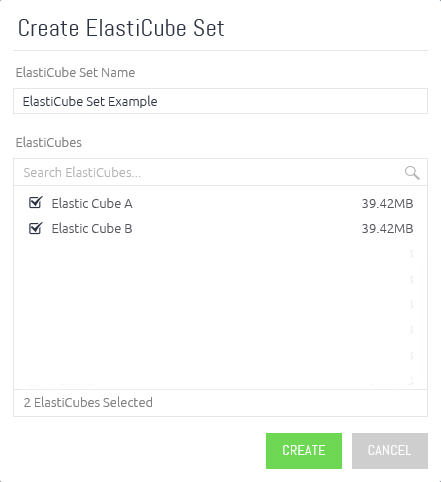 Create ElastiCube Set
ElastiCube Set Name
ElastiCube Set Example
ElastiCubes
Search ElastiCubes...
Elastic Cube A 39.42MB
Elastic Cube B 39.42MB
2 ElastiCubes Selected
CREATE CANCEL